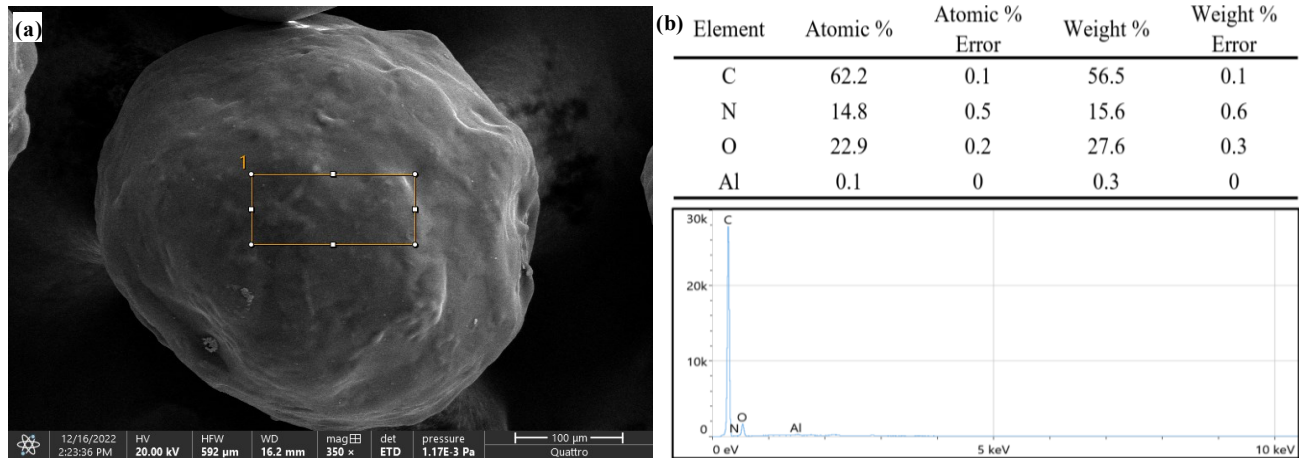 (a)
1
12/16/2022 2:23:36 PM HV 20.00 kV HFW 592 µm WD 16.2 mm mag 350 × det ETD pressure 1.17E-3 Pa 100 µm Quattro
(b)
Element Atomic % Atomic % Error Weight % Weight % Error
C 62.2 0.1 56.5 0.1
N 14.8 0.5 15.6 0.6
O 22.9 0.2 27.6 0.3
Al 0.1 0 0.3 0
30k
C
20k
10k
0
N
O
Al
0 eV 5 keV 10 keV